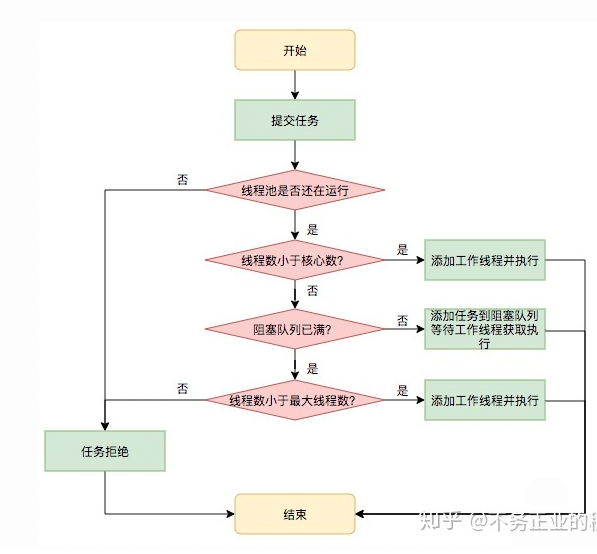 开始
提交任务
否
线程池是否还在运行
是
线程数小于核心数?
是
添加工作线程并执行
否
阻塞队列已满?
否
添加任务到阻塞队列
等待工作线程获取执
行
是
否
线程数小于最大线程数?
是
添加工作线程并执行
任务拒绝
结束
知乎 @不务正业的